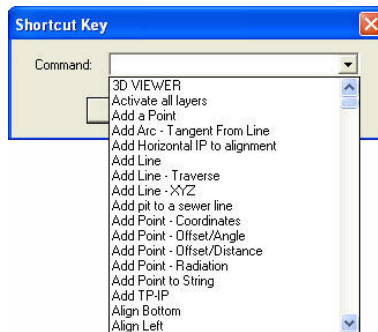 Shortcut Key
Command:
3D VIEWER
Activate all layers
Add a Point
Add Arc - Tangent From Line
Add Horizontal IP to alignment
Add Line
Add Line - Traverse
Add Line - XYZ
Add pit to a sewer line
Add Point - Coordinates
Add Point - Offset/Angle
Add Point - Offset/Distance
Add Point - Radiation
Add Point to String
Add TP-IP
Align Bottom
Align Left